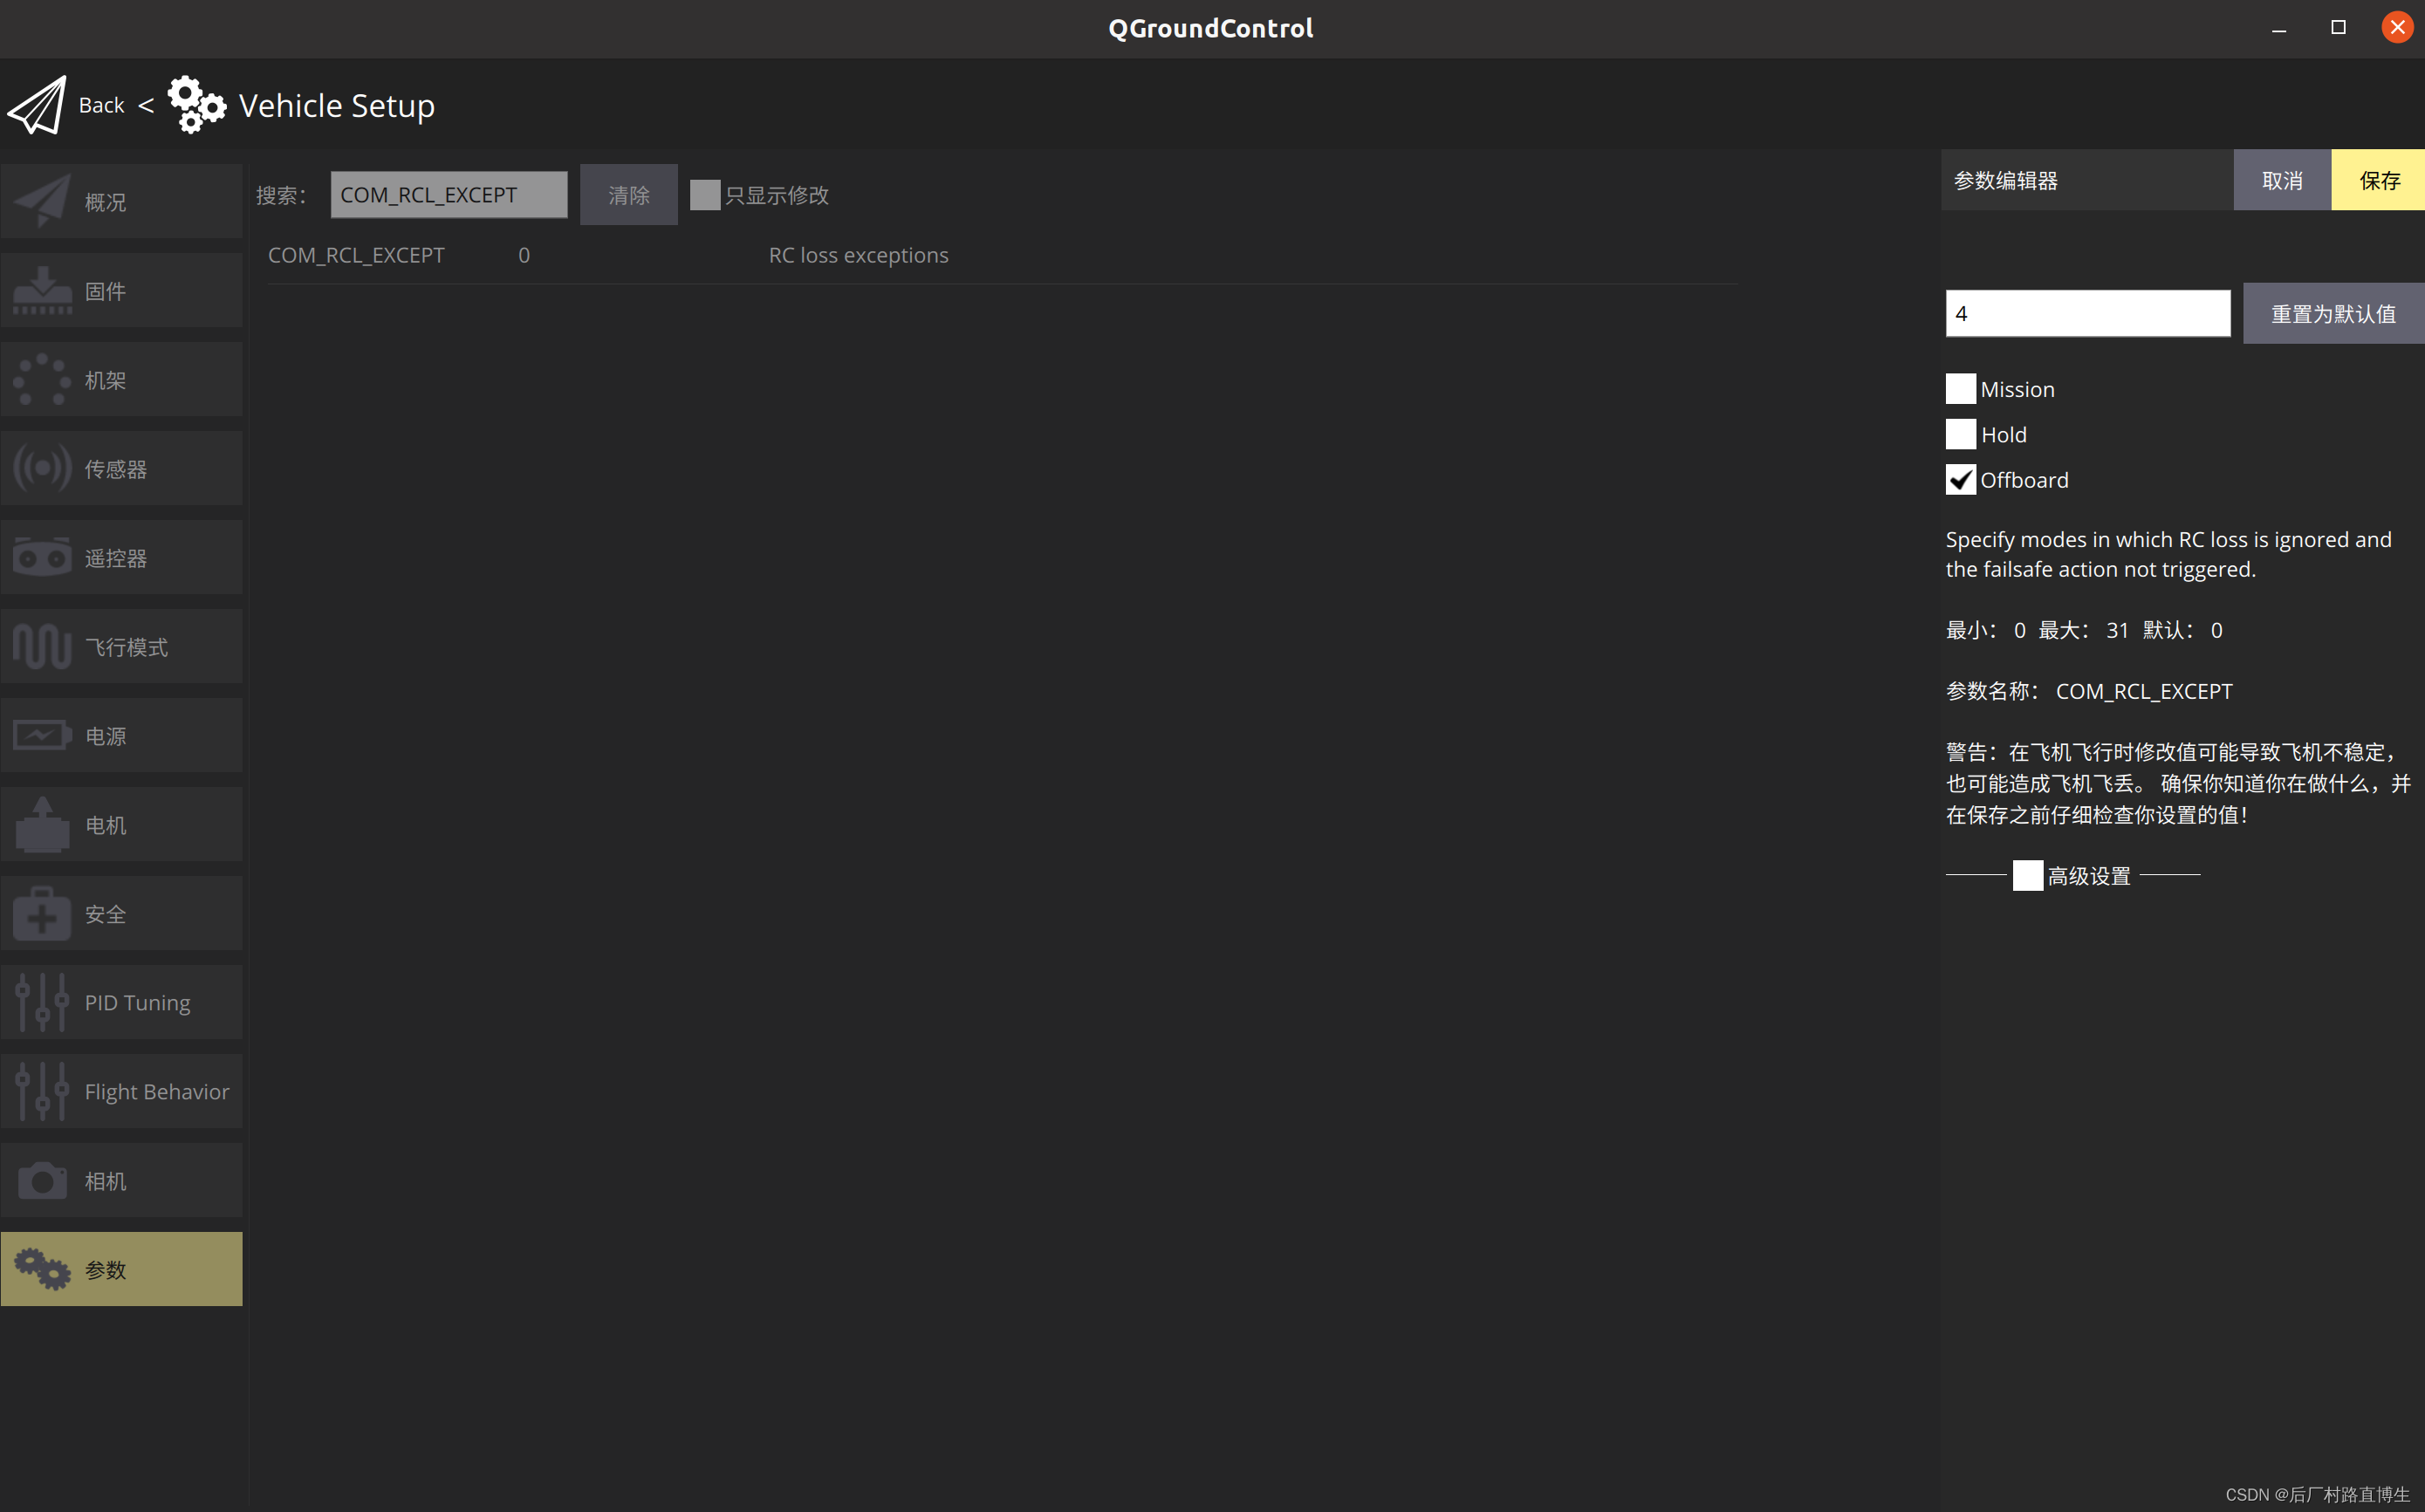 QGroundControl
Back < Vehicle Setup
概况
固件
机架
传感器
遥控器
飞行模式
电源
电机
安全
PID Tuning
Flight Behavior
相机
参数
搜索： COM_RCL_EXCEPT 清除 只显示修改
COM_RCL_EXCEPT 0 RC loss exceptions
参数编辑器 取消 保存
4 重置为默认值
Mission
Hold
Offboard
Specify modes in which RC loss is ignored and
the failsafe action not triggered.
最小： 0 最大： 31 默认： 0
参数名称： COM_RCL_EXCEPT
警告：在飞机飞行时修改值可能导致飞机不稳定，
也可能造成飞机飞丢。 确保你知道你在做什么，并
在保存之前仔细检查你设置的值！
高级设置
CSDN @后厂村路直博生